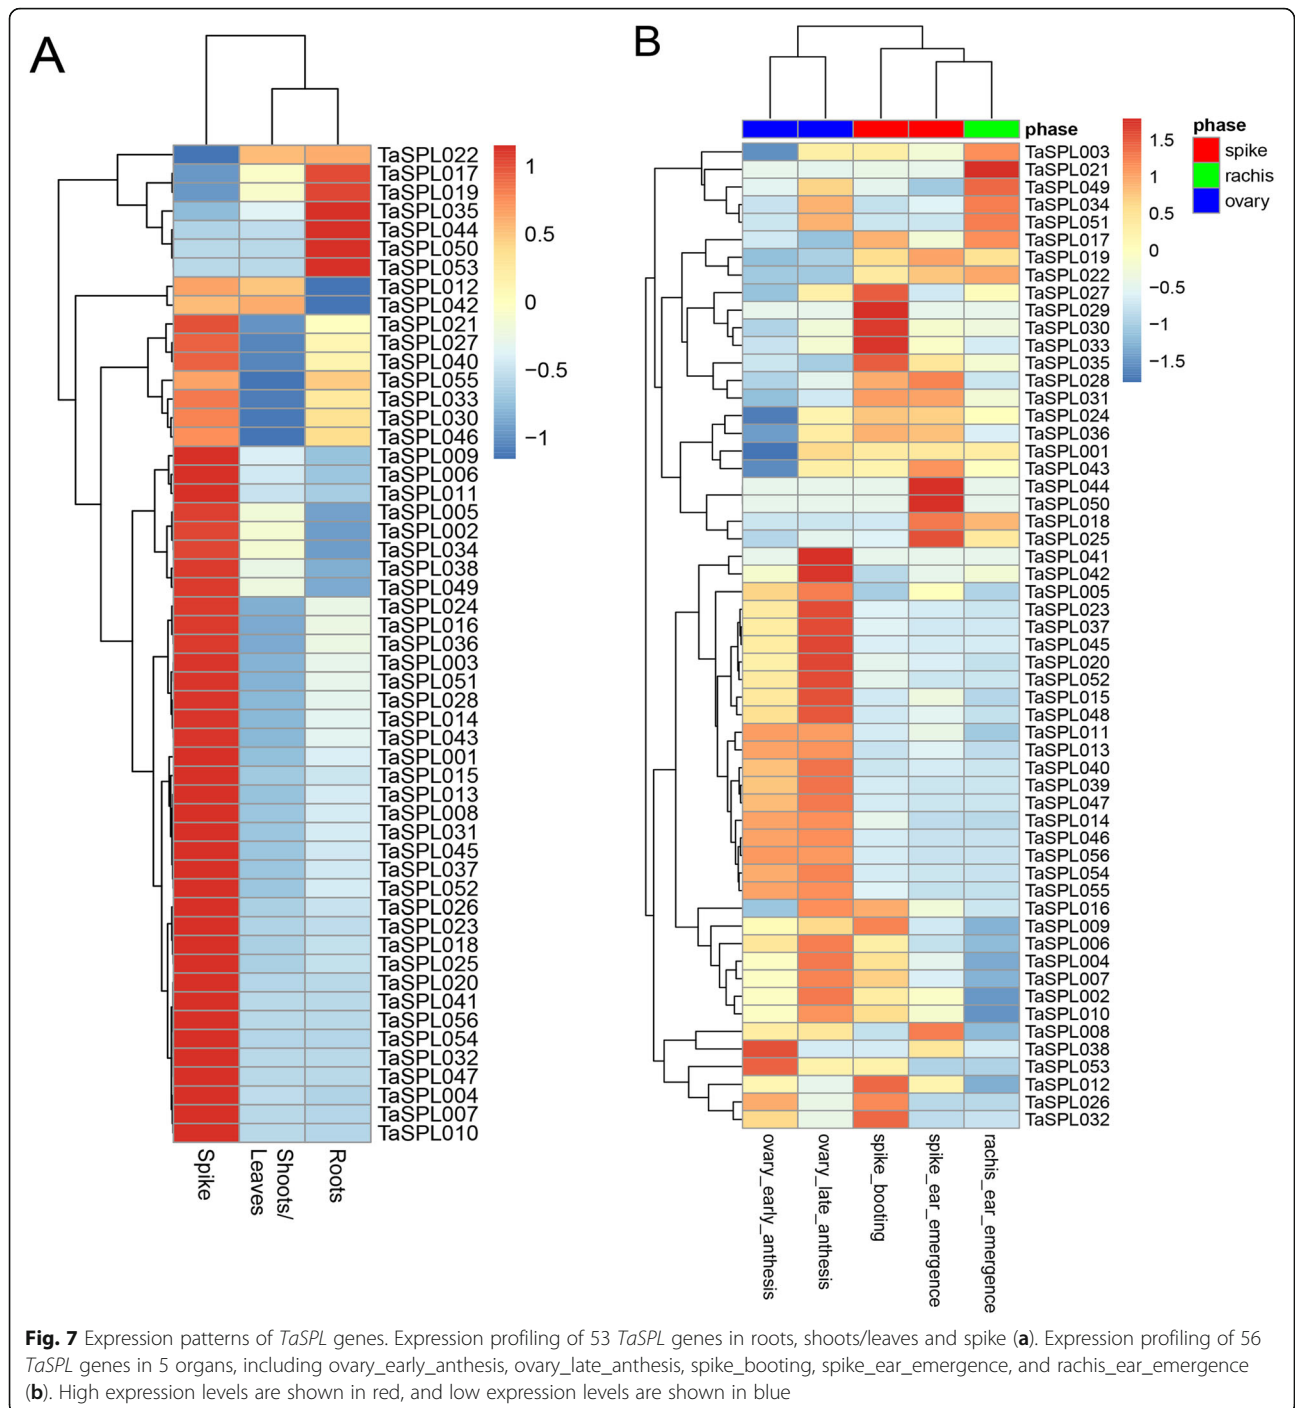 A
TaSPL022
TaSPL017
TaSPL019
TaSPL035
TaSPL044
TaSPL050
TaSPL053
TaSPL012
TaSPL042
TaSPL021
TaSPL027
TaSPL040
TaSPL055
TaSPL033
TaSPL030
TaSPL046
TaSPL009
TaSPL006
TaSPL011
TaSPL005
TaSPL002
TaSPL034
TaSPL038
TaSPL049
TaSPL024
TaSPL016
TaSPL036
TaSPL003
TaSPL051
TaSPL028
TaSPL014
TaSPL043
TaSPL001
TaSPL015
TaSPL013
TaSPL008
TaSPL031
TaSPL045
TaSPL037
TaSPL052
TaSPL026
TaSPL023
TaSPL018
TaSPL025
TaSPL020
TaSPL041
TaSPL056
TaSPL054
TaSPL032
TaSPL047
TaSPL004
TaSPL007
TaSPL010
1
0.5
0
−0.5
−1
Spike
Shoots/
Leaves
Roots
B
phase
TaSPL003
TaSPL021
TaSPL049
TaSPL034
TaSPL051
TaSPL017
TaSPL019
TaSPL022
TaSPL027
TaSPL029
TaSPL030
TaSPL033
TaSPL035
TaSPL028
TaSPL031
TaSPL024
TaSPL036
TaSPL001
TaSPL043
TaSPL044
TaSPL050
TaSPL018
TaSPL025
TaSPL041
TaSPL042
TaSPL005
TaSPL023
TaSPL037
TaSPL045
TaSPL020
TaSPL052
TaSPL015
TaSPL048
TaSPL011
TaSPL013
TaSPL040
TaSPL039
TaSPL047
TaSPL014
TaSPL046
TaSPL056
TaSPL054
TaSPL055
TaSPL016
TaSPL009
TaSPL006
TaSPL004
TaSPL007
TaSPL002
TaSPL010
TaSPL008
TaSPL038
TaSPL053
TaSPL012
TaSPL026
TaSPL032
1.5
1
0.5
0
−0.5
−1
−1.5
phase
spike
rachis
ovary
ovary_early_anthesis
ovary_late_anthesis
spike_booting
spike_ear_emergence
rachis_ear_emergence
Fig. 7 Expression patterns of TaSPL genes. Expression profiling of 53 TaSPL genes in roots, shoots/leaves and spike (a). Expression profiling of 56
TaSPL genes in 5 organs, including ovary_early_anthesis, ovary_late_anthesis, spike_booting, spike_ear_emergence, and rachis_ear_emergence
(b). High expression levels are shown in red, and low expression levels are shown in blue